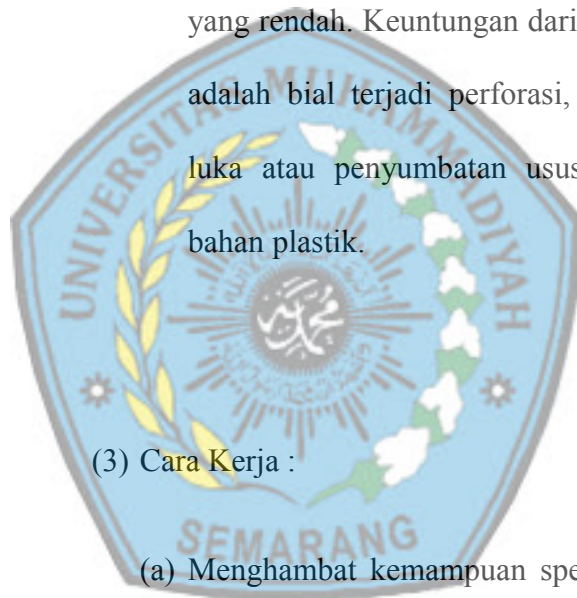 yang rendah. Keuntungan dari
adalah bial terjadi perforasi,
luka atau penyumbatan usus
bahan plastik.
(3) Cara Kerja :
(a) Menghambat kemampuan spe
UNIVERSITAS MUHAMMADIYAH
SEMARANG
محمدية